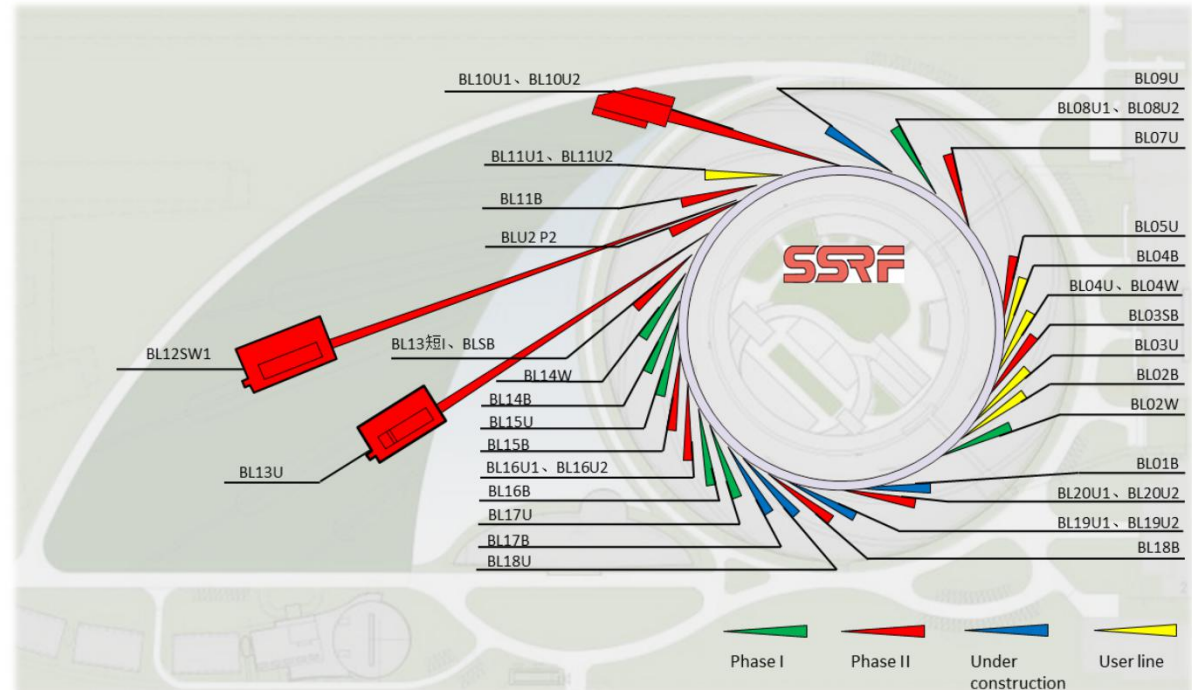 BL10U1、BL10U2
BL09U
BL08U1、BL08U2
BL07U
BL11U1、BL11U2
BL11B
BLU2 P2
BL05U
BL04B
BL04U、BL04W
BL03SB
BL03U
BL02B
BL02W
SSRF
BL12SW1
BL13短I、BLSB
BL14W
BL14B
BL15U
BL15B
BL13U
BL16U1、BL16U2
BL16B
BL17U
BL17B
BL18U
BL01B
BL20U1、BL20U2
BL19U1、BL19U2
BL18B
Phase I
Phase II
Under
construction
User line